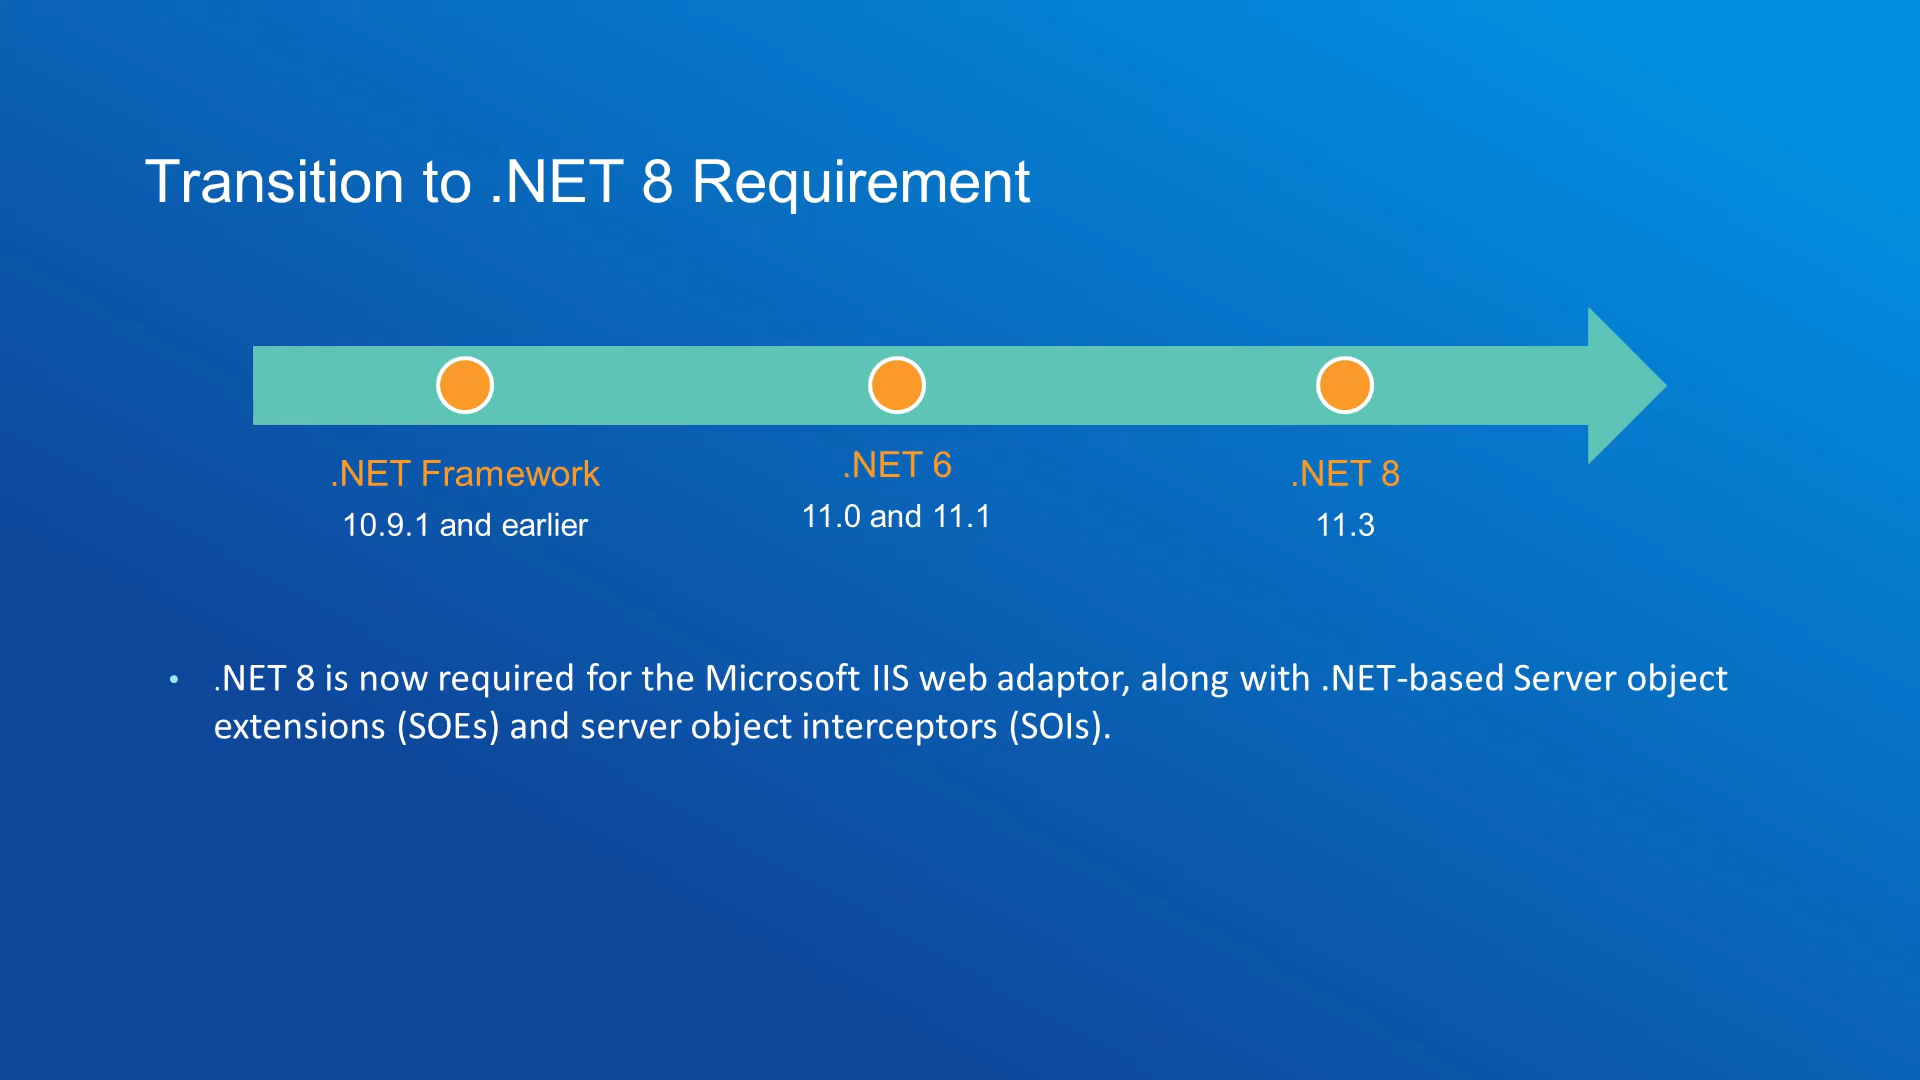 Transition to .NET 8 Requirement
.NET Framework
10.9.1 and earlier
.NET 6
11.0 and 11.1
.NET 8
11.3
• .NET 8 is now required for the Microsoft IIS web adaptor, along with .NET-based Server object
extensions (SOEs) and server object interceptors (SOIs).